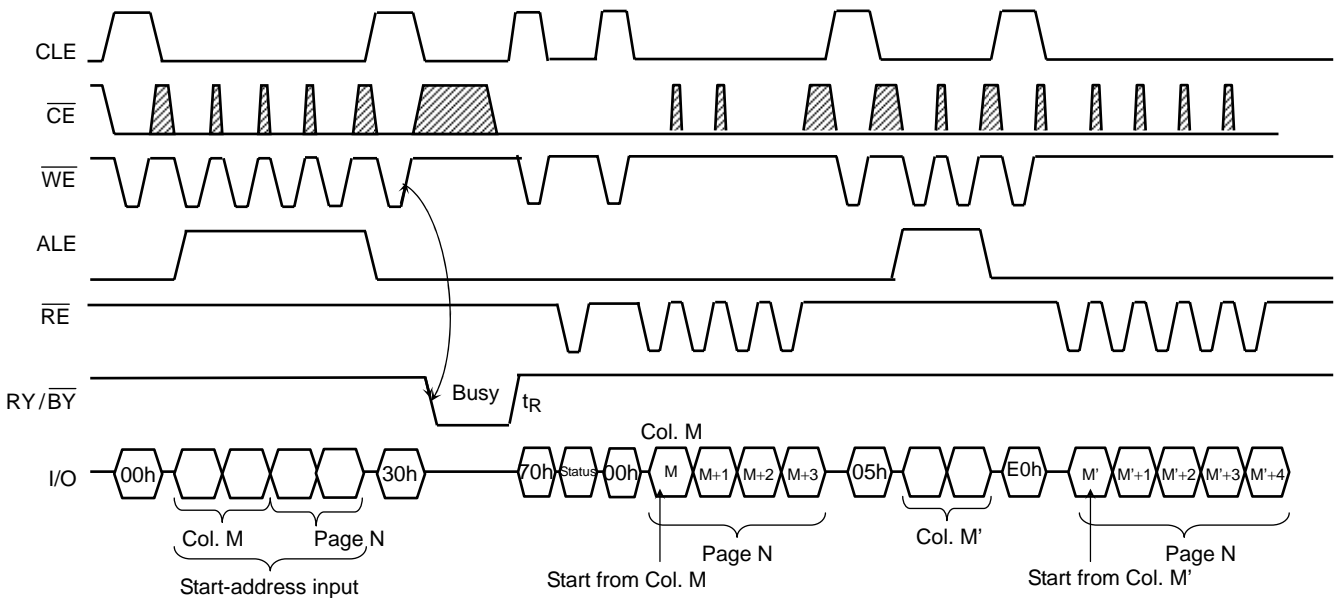 CLE
CE
WE
ALE
RE
RY/BY
Busy
tR
Col. M
I/O
00h
30h
70h
Status
00h
M
M+1
M+2
M+3
05h
E0h
M'
M'+1
M'+2
M'+3
M'+4
Col. M
Page N
Start-address input
Page N
Start from Col. M
Col. M’
Page N
Start from Col. M’